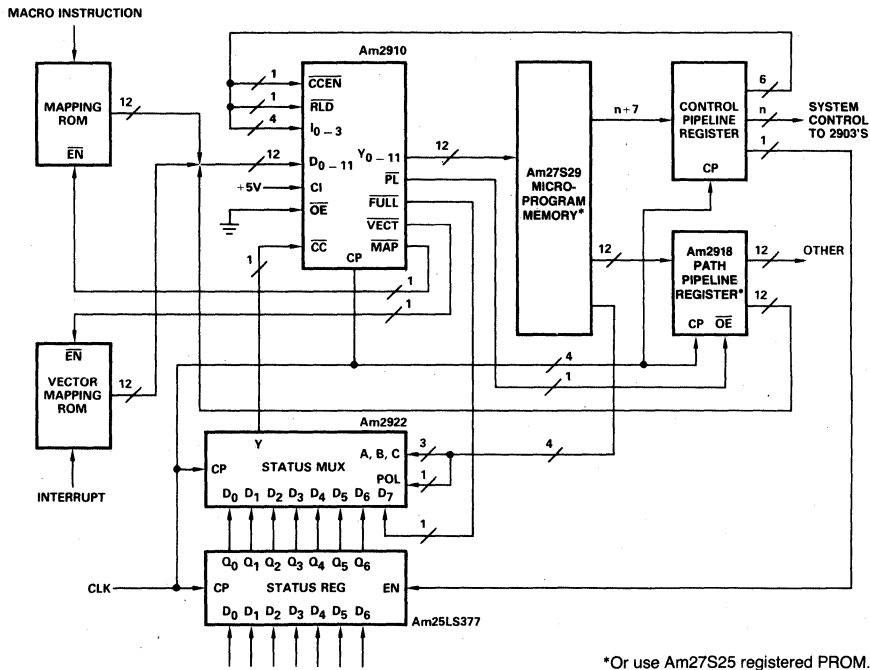 MACRO INSTRUCTION
MAPPING
ROM
EN
12
Am2910
1
CCEN
1
RLD
4
I0 – 3
12
D0 – 11
+5V
CI
OE
1
CC
CP
Y0 – 11
12
PL
FULL
VECT
MAP
1
1
Am27S29
MICRO-
PROGRAM
MEMORY*
n+7
12
CONTROL
PIPELINE
REGISTER
CP
6
n
1
SYSTEM
CONTROL
TO 2903'S
Am2918
PATH
PIPELINE
REGISTER*
CP OE
12
OTHER
12
4
1
EN
VECTOR
MAPPING
ROM
12
INTERRUPT
Am2922
Y
CP
STATUS MUX
A, B, C
POL
D0 D1 D2 D3 D4 D5 D6 D7
3
1
4
1
Q0 Q1 Q2 Q3 Q4 Q5 Q6
CLK
CP
STATUS REG
EN
D0 D1 D2 D3 D4 D5 D6
Am25LS377
*Or use Am27S25 registered PROM.